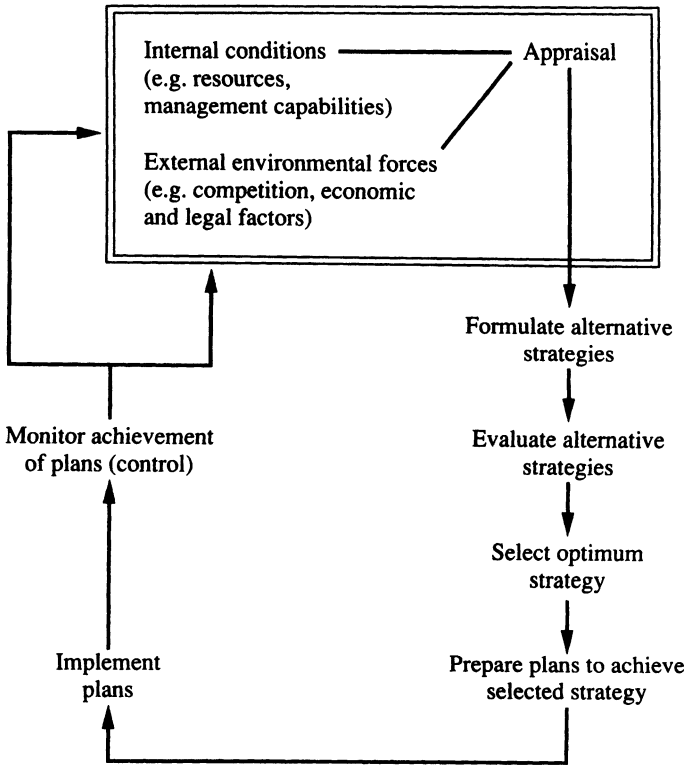 Internal conditions
(e.g. resources,
management capabilities)
Appraisal
External environmental forces
(e.g. competition, economic
and legal factors)
Formulate alternative
strategies
Evaluate alternative
strategies
Select optimum
strategy
Prepare plans to achieve
selected strategy
Implement
plans
Monitor achievement
of plans (control)